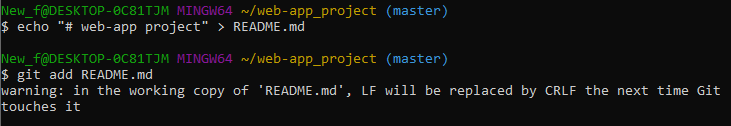 New_f@DESKTOP-0C81TJM MINGW64 ~/web-app_project (master)
$ echo "# web-app project" > README.md
New_f@DESKTOP-0C81TJM MINGW64 ~/web-app_project (master)
$ git add README.md
warning: in the working copy of 'README.md', LF will be replaced by CRLF the next time Git
touches it